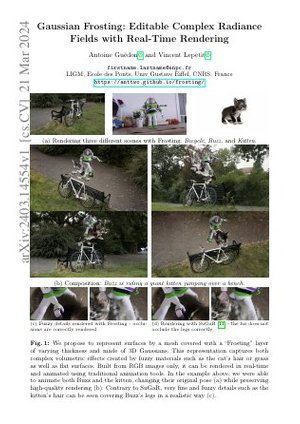 Gaussian Frosting: Editable Complex Radiance
Fields with Real-Time Rendering
Antoine Guédon and Vincent Lepetit
firstname.lastname@enpc.fr
LIGM, Ecole des Ponts, Univ Gustave Eiffel, CNRS, France
https://anttwo.github.io/frosting/
arXiv:2403.14554v1 [cs.CV] 21 Mar 2024
(a) Rendering three different scenes with Frosting: Bicycle, Buzz, and Kitten.
(b) Composition: Buzz is riding a giant kitten jumping over a bench.
(c) Fuzzy details rendered with Frosting – occlu-
sions are correctly rendered
(d) Rendering with SuGaR – the fur does not
occlude the legs correctly
Fig. 1: We propose to represent surfaces by a mesh covered with a "Frosting" layer
of varying thickness and made of 3D Gaussians. This representation captures both
complex volumetric effects created by fuzzy materials such as the cat's hair or grass
as well as flat surfaces. Built from RGB images only, it can be rendered in real-time
and animated using traditional animation tools. In the example above, we were able
to animate both Buzz and the kitten, changing their original pose (a) while preserving
high-quality rendering (b). Contrary to SuGaR, very fine and fuzzy details such as the
kitten's hair can be seen covering Buzz's legs in a realistic way (c).